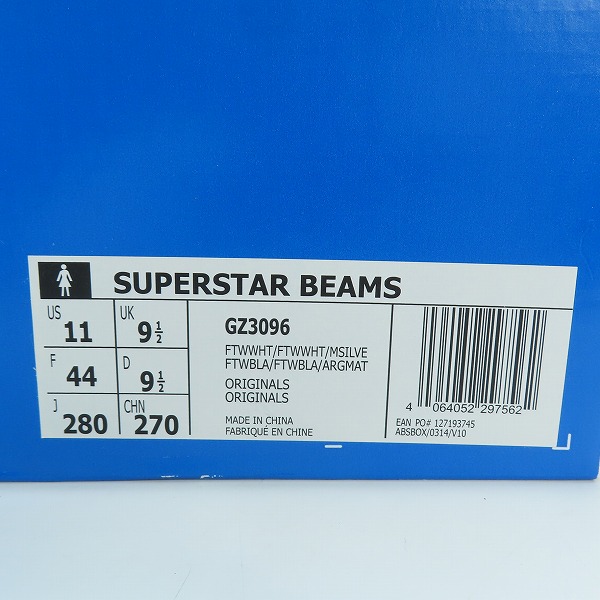 SUPERSTAR BEAMS
US 11 UK 9 1/2
F 44 D 9 1/2
J 280 CHN 270
GZ3096
FTWWHT/FTWWHT/MSILVE
FTWBLA/FTWBLA/ARGMAT
ORIGINALS
ORIGINALS
MADE IN CHINA
FABRIQUÉ EN CHINE
4 064052 297562
EAN PO# 127193745
ABSBOX/0314/V10